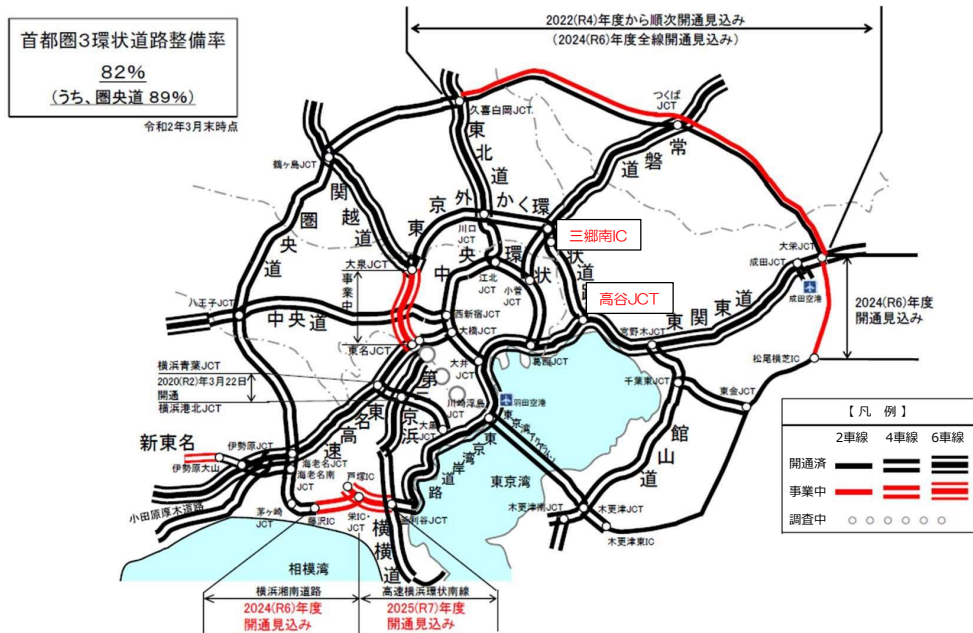 首都圏3環状道路整備率
82%
(うち、圏央道 89%)
令和2年3月末時点
2022(R4)年度から順次開通見込み
(2024(R6)年度全線開通見込み)
久喜白岡JCT
つくば
JCT
東北道
常磐道
鶴ヶ島JCT
関越道
圏央道
東京外かく環状道路
川口
JCT
三郷南IC
大泉JCT
事業中
中央環状
江北
JCT
小菅
JCT
高谷JCT
大栄JCT
成田JCT
成田空港
東関東道
2024(R6)年度
開通見込み
八王子JCT
中央道
西新宿JCT
大橋JCT
東名JCT
大井
JCT
葛西JCT
宮野木JCT
松尾横芝IC
横浜青葉JCT
2020(R2)年3月22日
開通
横浜港北JCT
第三京浜
川崎浮島
JCT
羽田空港
千葉東JCT
東金JCT
東名高速
大黒
JCT
東京湾アクアライン
東京湾岸道路
東京湾
館山道
新東名
伊勢原JCT
伊勢原大山
海老名JCT
海老名南
JCT
戸塚IC
小田原厚木道路
茅ヶ崎
JCT
藤沢IC
栄IC・
JCT
釜利谷JCT
横横道
木更津南JCT
木更津JCT
木更津東IC
相模湾
横浜湘南道路
2024(R6)年度
開通見込み
高速横浜環状南線
2025(R7)年度
開通見込み
【 凡 例 】
2車線 4車線 6車線
開通済
事業中
調査中